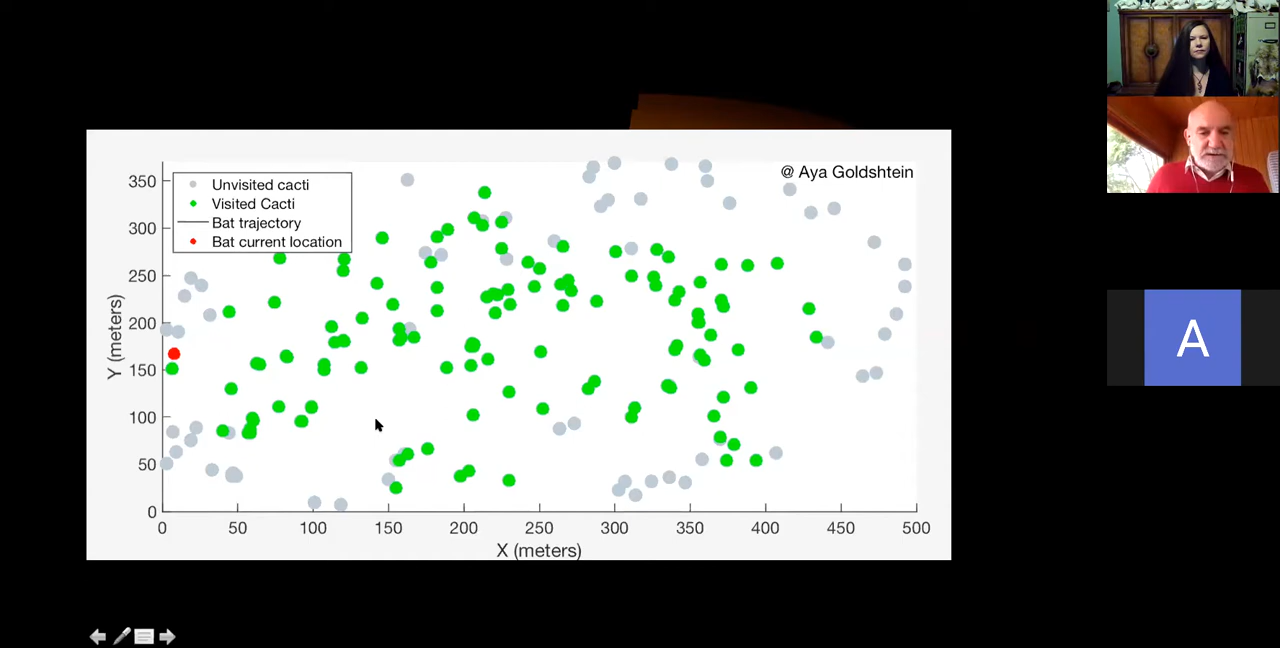 @ Aya Goldshtein
Unvisited cacti
Visited Cacti
Bat trajectory
Bat current location
350
300
250
200
150
100
50
0
Y (meters)
0 50 100 150 200 250 300 350 400 450 500
X (meters)
A